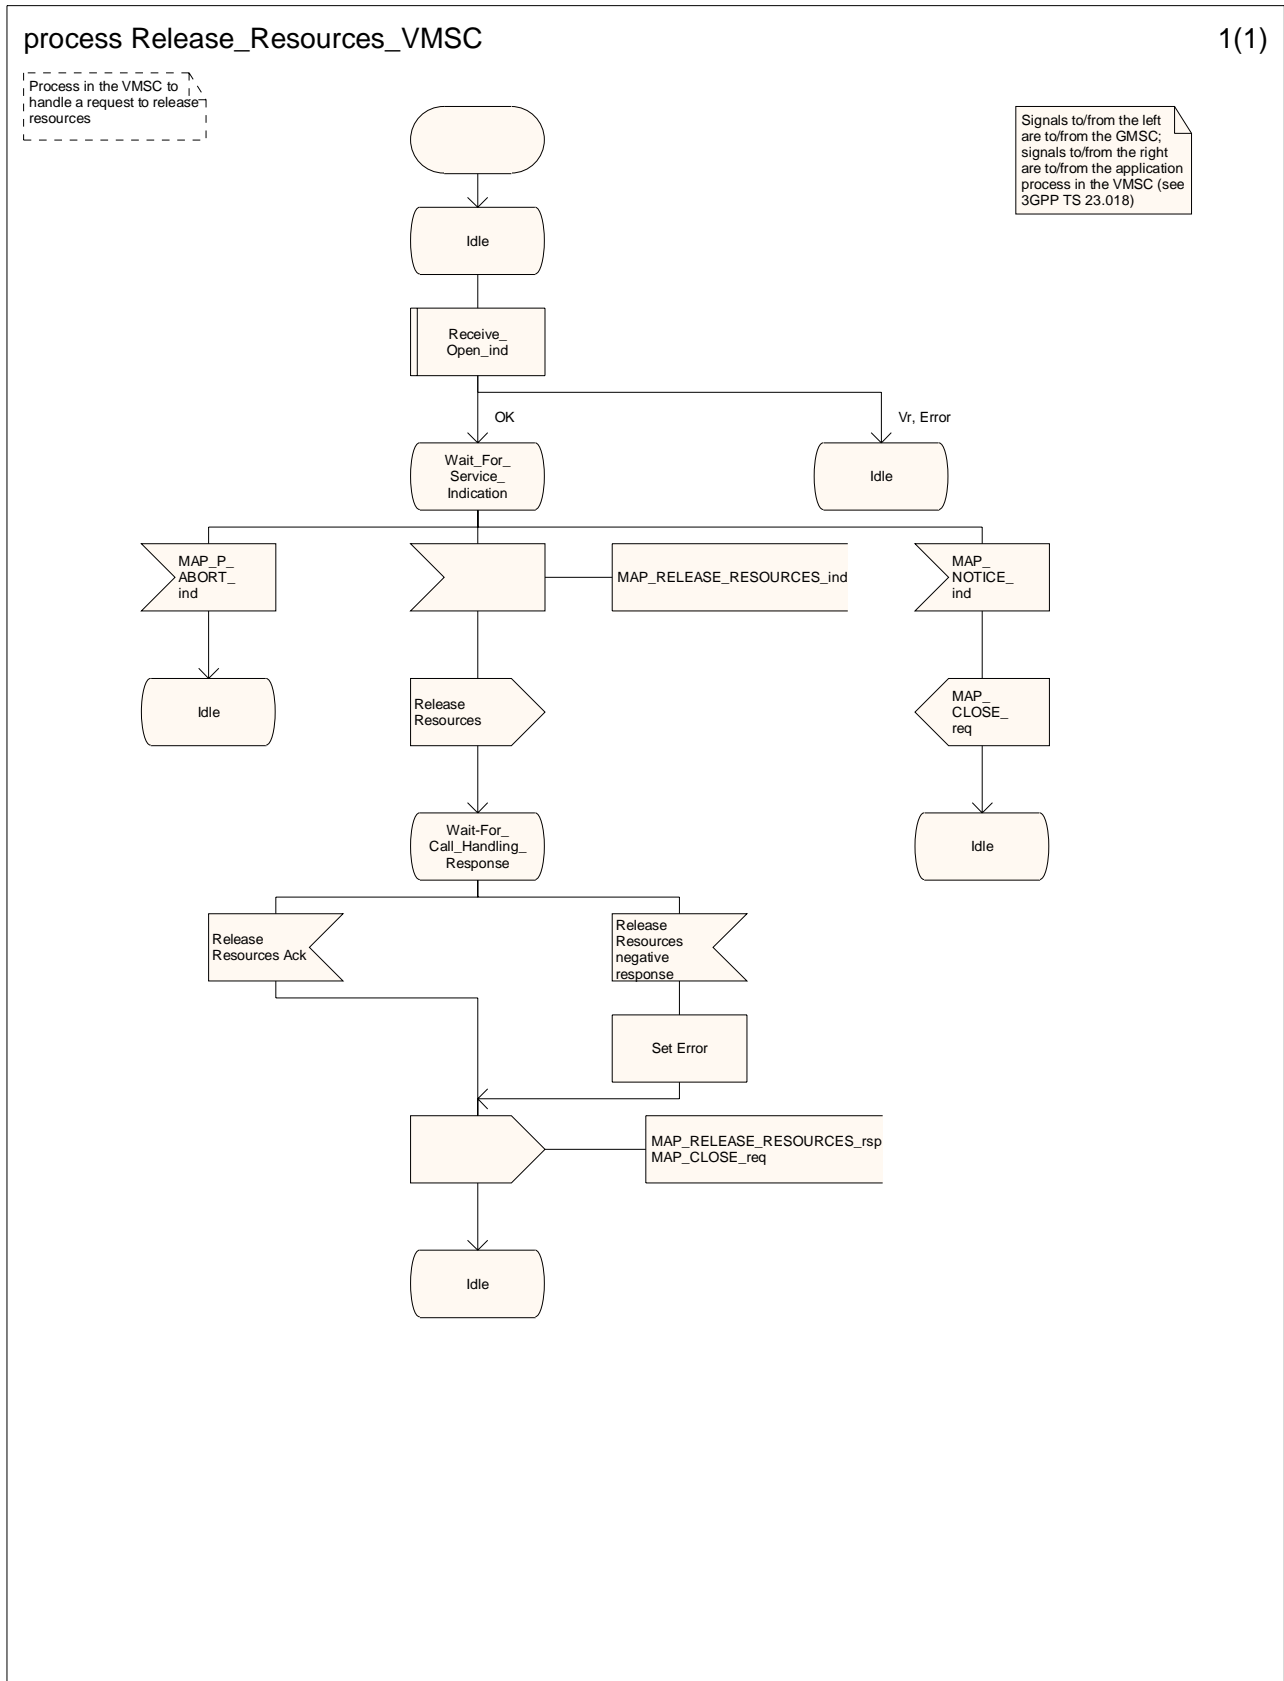 process Release_Resources_VMSC
1(1)
Process in the VMSC to
handle a request to release
resources
Signals to/from the left
are to/from the GMSC;
signals to/from the right
are to/from the application
process in the VMSC (see
3GPP TS 23.018)
Idle
Receive_
Open_ind
OK
Vr, Error
Wait_For_
Service_
Indication
Idle
MAP_P_
ABORT_
ind
MAP_RELEASE_RESOURCES_ind
MAP_
NOTICE_
ind
Idle
Release
Resources
MAP_
CLOSE_
req
Wait-For_
Call_Handling_
Response
Idle
Release
Resources Ack
Release
Resources
negative
response
Set Error
MAP_RELEASE_RESOURCES_rsp
MAP_CLOSE_req
Idle